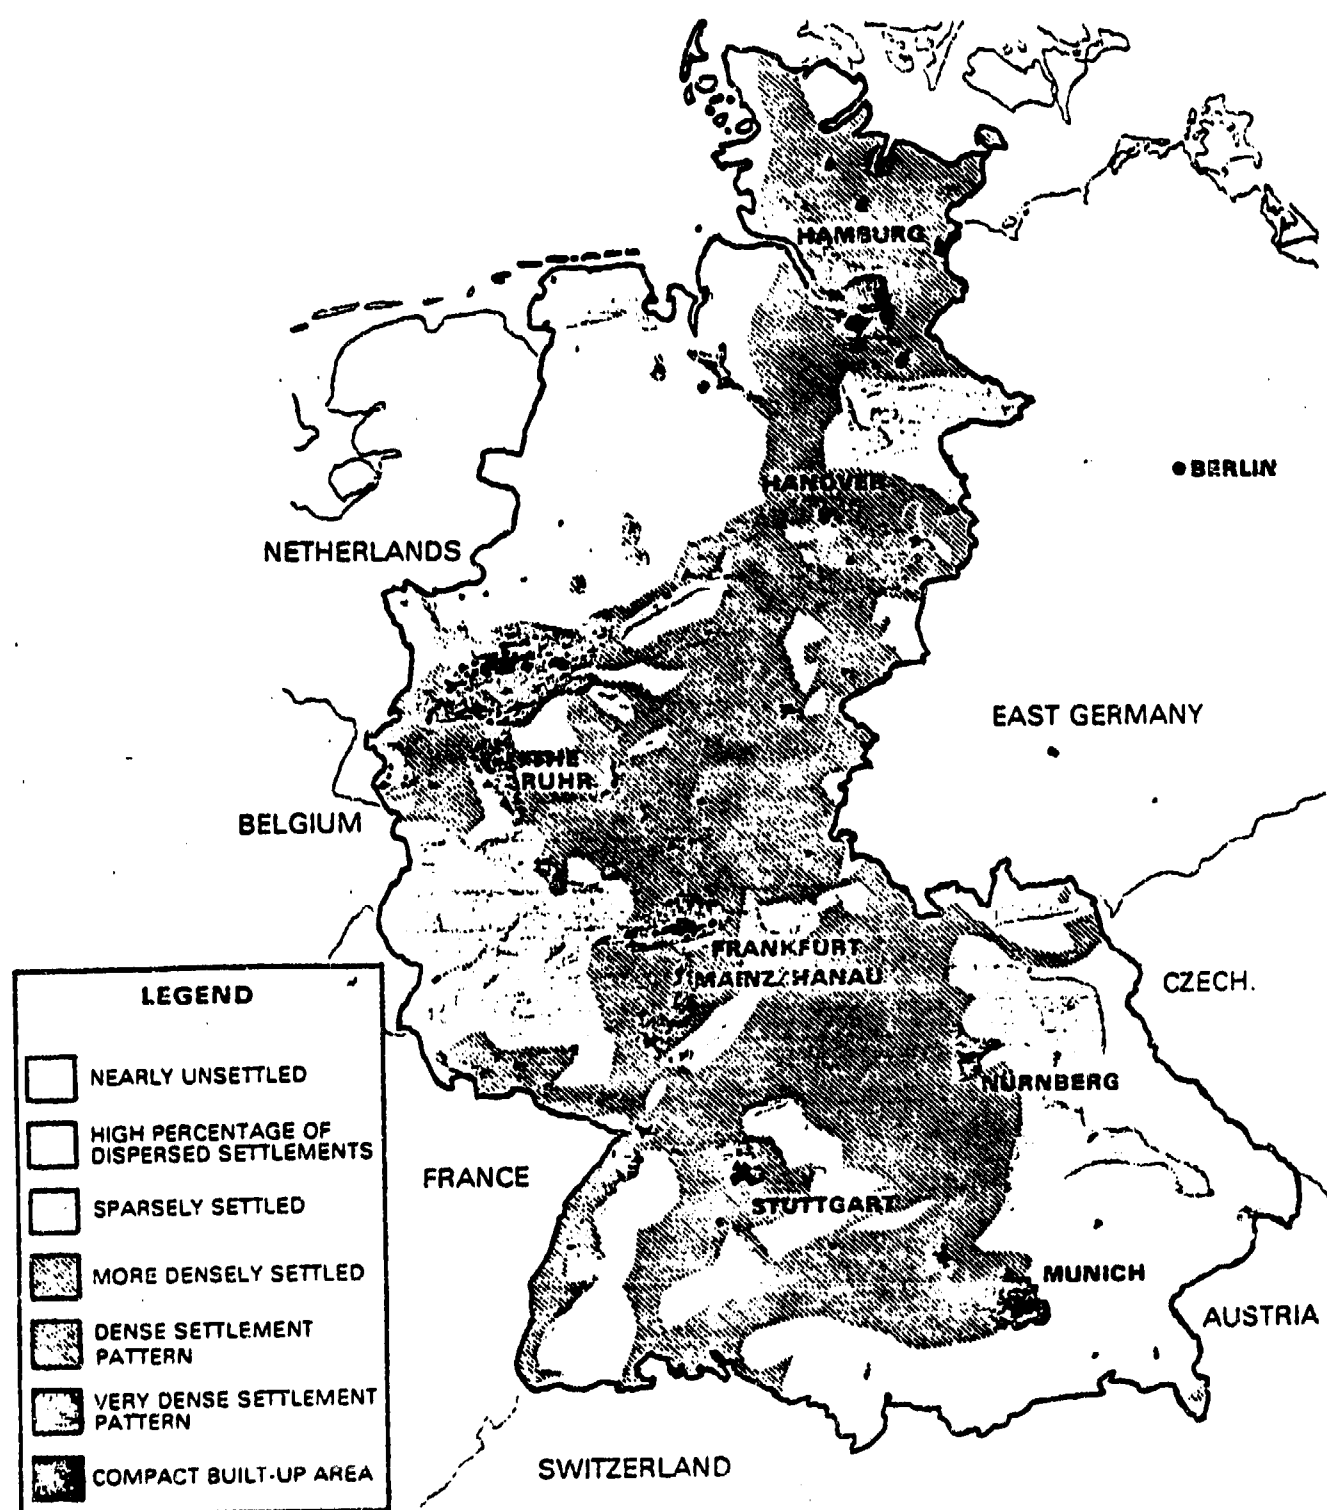 HAMBURG
BERLIN
HANOVER
NETHERLANDS
EAST GERMANY
THE
RUHR
BELGIUM
FRANKFURT
MAINZ/HANAU
CZECH.
LEGEND
NEARLY UNSETTLED
HIGH PERCENTAGE OF
DISPERSED SETTLEMENTS
SPARSELY SETTLED
MORE DENSELY SETTLED
DENSE SETTLEMENT
PATTERN
VERY DENSE SETTLEMENT
PATTERN
COMPACT BUILT-UP AREA
NÜRNBERG
FRANCE
STUTTGART
MUNICH
AUSTRIA
SWITZERLAND